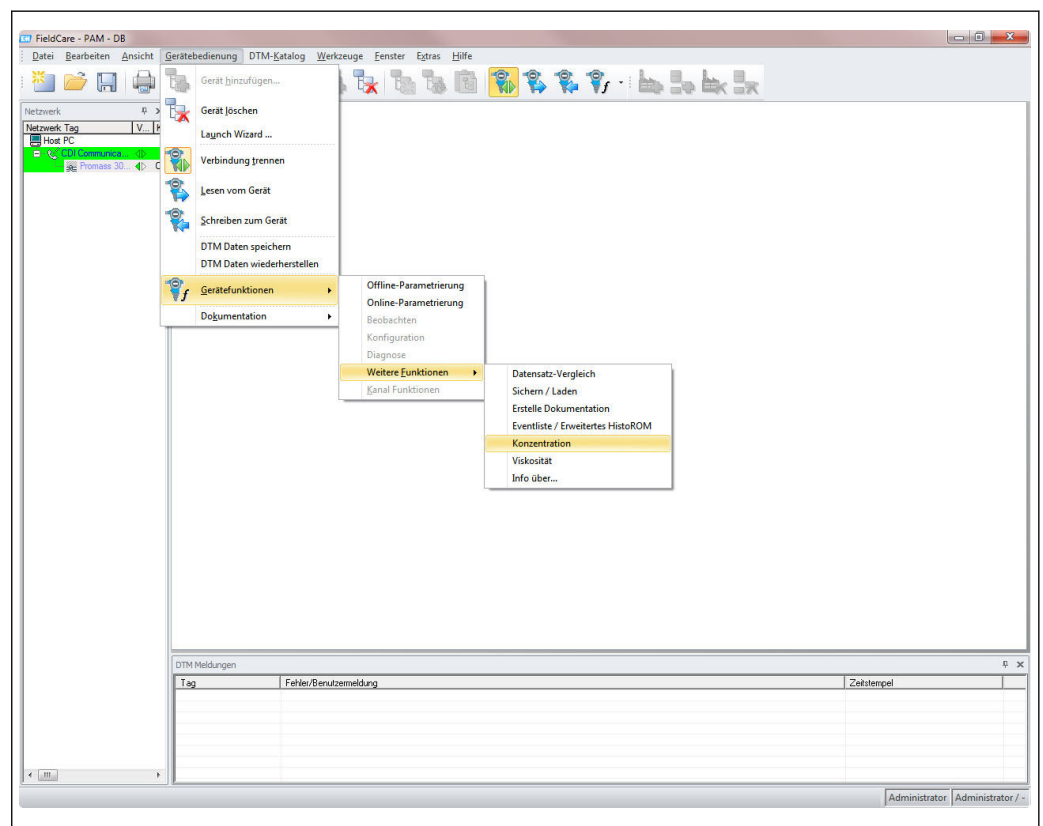 FieldCare - PAM - DB
Datei Bearbeiten Ansicht Gerätebedienung DTM-Katalog Werkzeuge Fenster Extras Hilfe
Netzwerk
Netzwerk Tag V...
Host PC
CDI Communica...
Promass 30...
Gerät hinzufügen...
Gerät löschen
Launch Wizard ...
Verbindung trennen
Lesen vom Gerät
Schreiben zum Gerät
DTM Daten speichern
DTM Daten wiederherstellen
Gerätefunktionen
Dokumentation
Offline-Parametrierung
Online-Parametrierung
Beobachten
Konfiguration
Diagnose
Weitere Funktionen
Kanal Funktionen
Datensatz-Vergleich
Sichern / Laden
Erstelle Dokumentation
Eventliste / Erweitertes HistoROM
Konzentration
Viskosität
Info über...
DTM Meldungen
Tag Fehler/Benutzermeldung Zeitstempel
Administrator Administrator / -